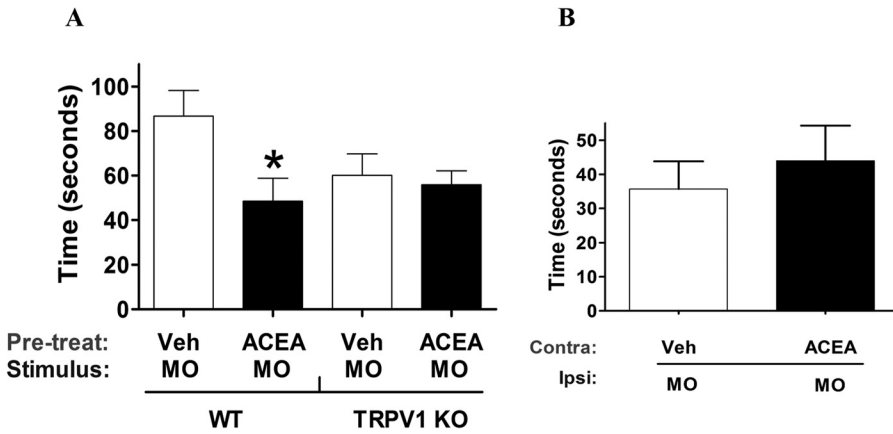 A
B
Time (seconds)
100
80
60
40
20
0
*
Pre-treat: Veh ACEA Veh ACEA
Stimulus: MO MO MO MO
WT TRPV1 KO
Time (seconds)
50
40
30
20
10
0
Contra: Veh ACEA
Ipsi: MO MO